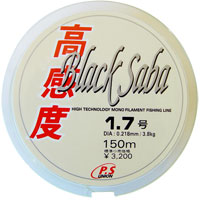 高感度
Black Saba
HIGH TECHNOLOGY MONO FILAMENT FISHING LINE
1.7号
DIA : 0.218mm / 3.8kg
150m
¥3,200
P.S
UNION